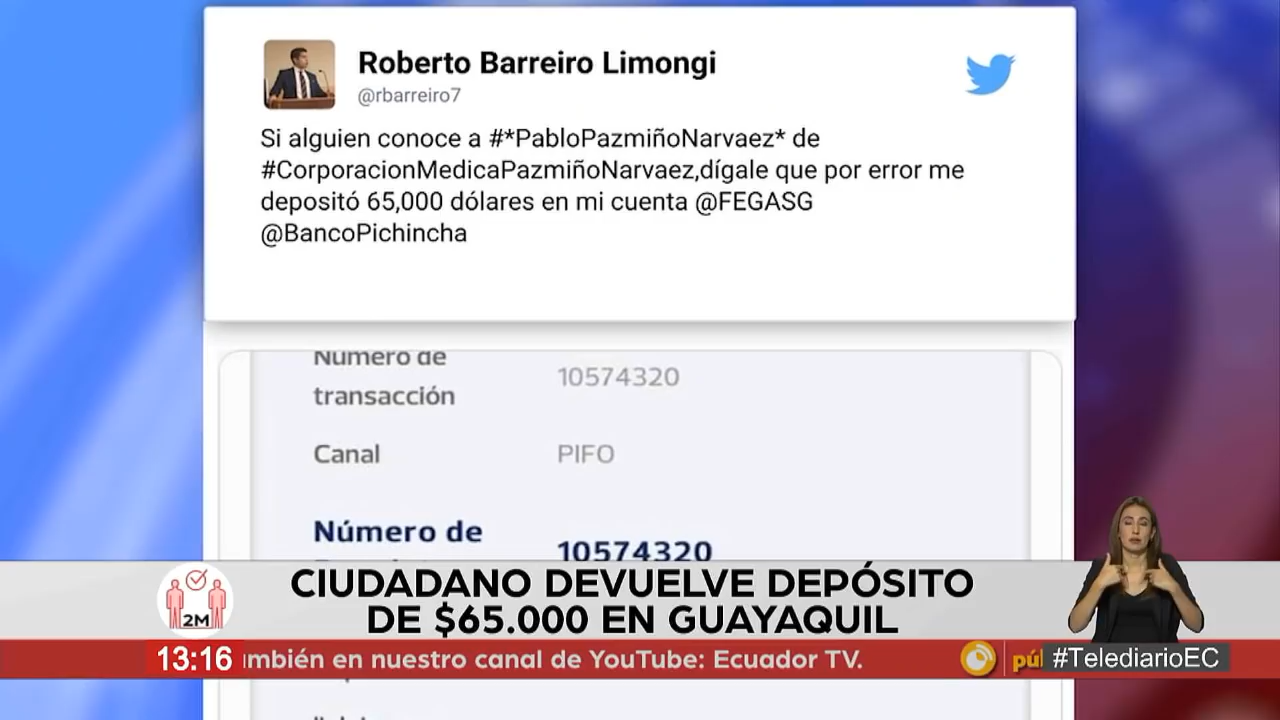 Roberto Barreiro Limongi
@rbarreiro7
Si alguien conoce a #*PabloPazmiñoNarvaez* de
#CorporacionMedicaPazmiñoNarvaez,dígale que por error me
depositó 65,000 dólares en mi cuenta @FEGASG
@BancoPichincha
Número de
transacción
10574320
Canal
PIFO
Número de
10574320
2M
CIUDADANO DEVUELVE DEPÓSITO
DE $65.000 EN GUAYAQUIL
13:16
mbién en nuestro canal de YouTube: Ecuador TV.
#TelediarioEC